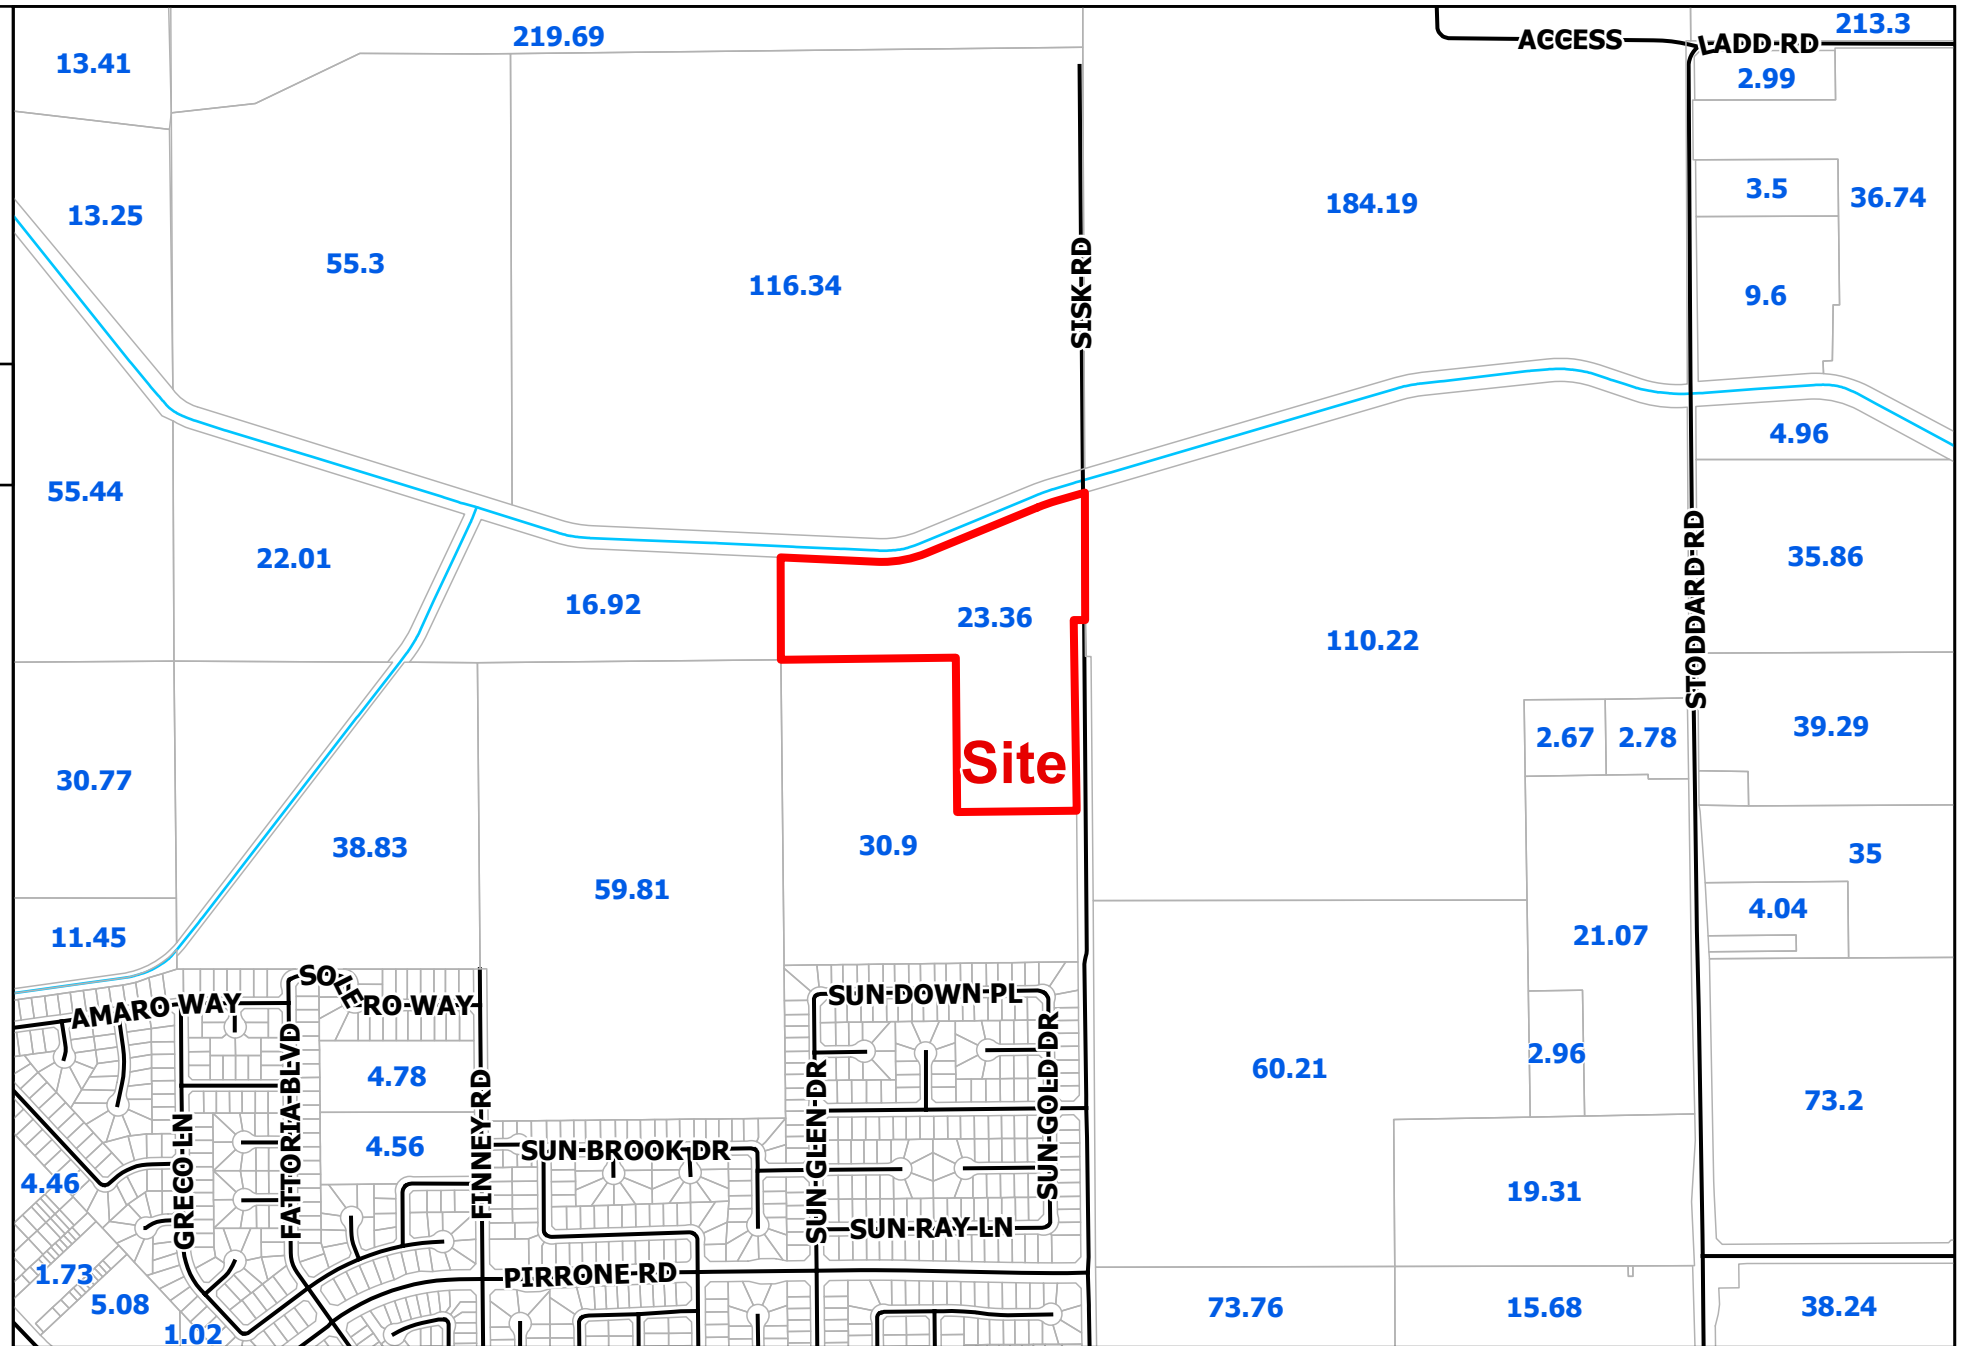 219.69
213.3
ACCESS
LADD RD
13.41
2.99
3.5
36.74
184.19
13.25
55.3
116.34
SISK RD
9.6
4.96
55.44
22.01
16.92
23.36
35.86
110.22
STODDARD RD
2.67
2.78
39.29
Site
30.77
38.83
30.9
35
59.81
4.04
11.45
21.07
SOLERO WAY
AMARO WAY
SUN DOWN PL
4.78
FINNEY RD
FATTORIA BLVD
SUN GLEN DR
SUN GOLD DR
60.21
2.96
73.2
4.56
SUN BROOK DR
GRECO LN
4.46
19.31
SUN RAY LN
1.73
PIRRONE RD
5.08
1.02
73.76
15.68
38.24